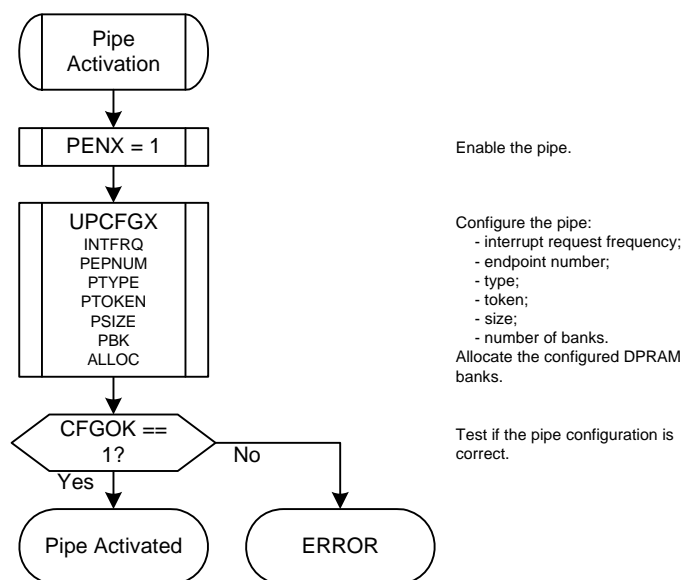 Pipe
Activation
PENX = 1
Enable the pipe.
UPCFGX
INTFRQ
PEPNUM
PTYPE
PTOKEN
PSIZE
PBK
ALLOC
Configure the pipe:
- interrupt request frequency;
- endpoint number;
- type;
- token;
- size;
- number of banks.
Allocate the configured DPRAM
banks.
CFGOK ==
1?
Test if the pipe configuration is
correct.
No
Yes
Pipe Activated
ERROR